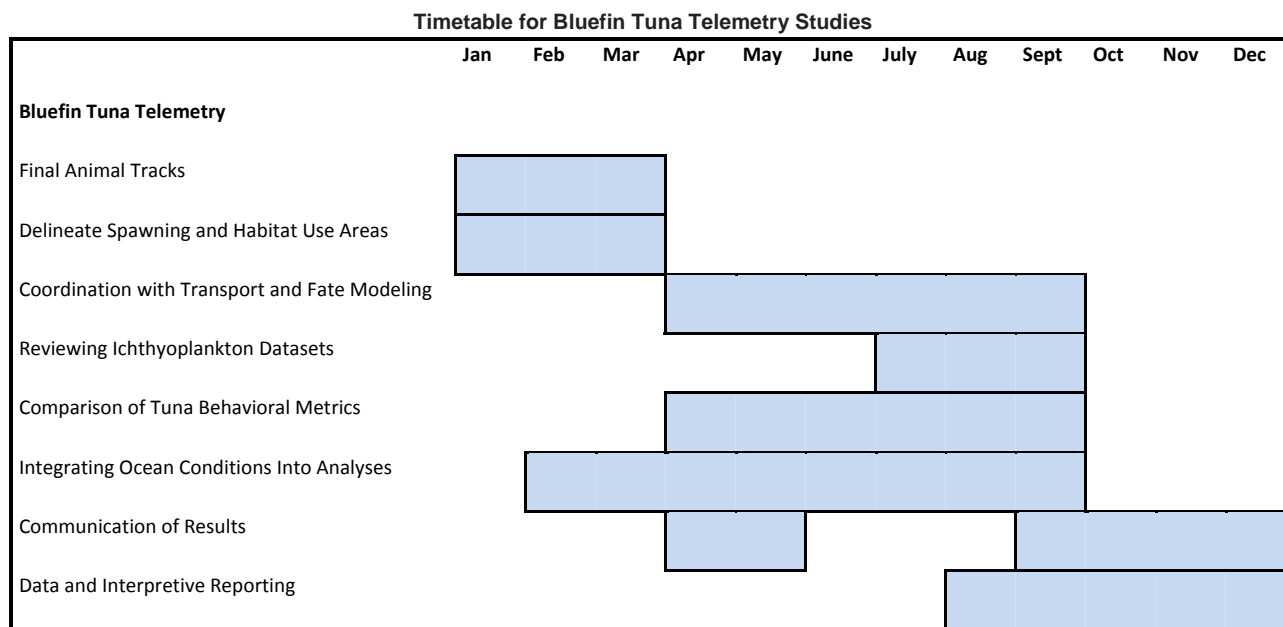 Timetable for Bluefin Tuna Telemetry Studies
Jan Feb Mar Apr May June July Aug Sept Oct Nov Dec
Bluefin Tuna Telemetry
Final Animal Tracks
Delineate Spawning and Habitat Use Areas
Coordination with Transport and Fate Modeling
Reviewing Ichthyoplankton Datasets
Comparison of Tuna Behavioral Metrics
Integrating Ocean Conditions Into Analyses
Communication of Results
Data and Interpretive Reporting